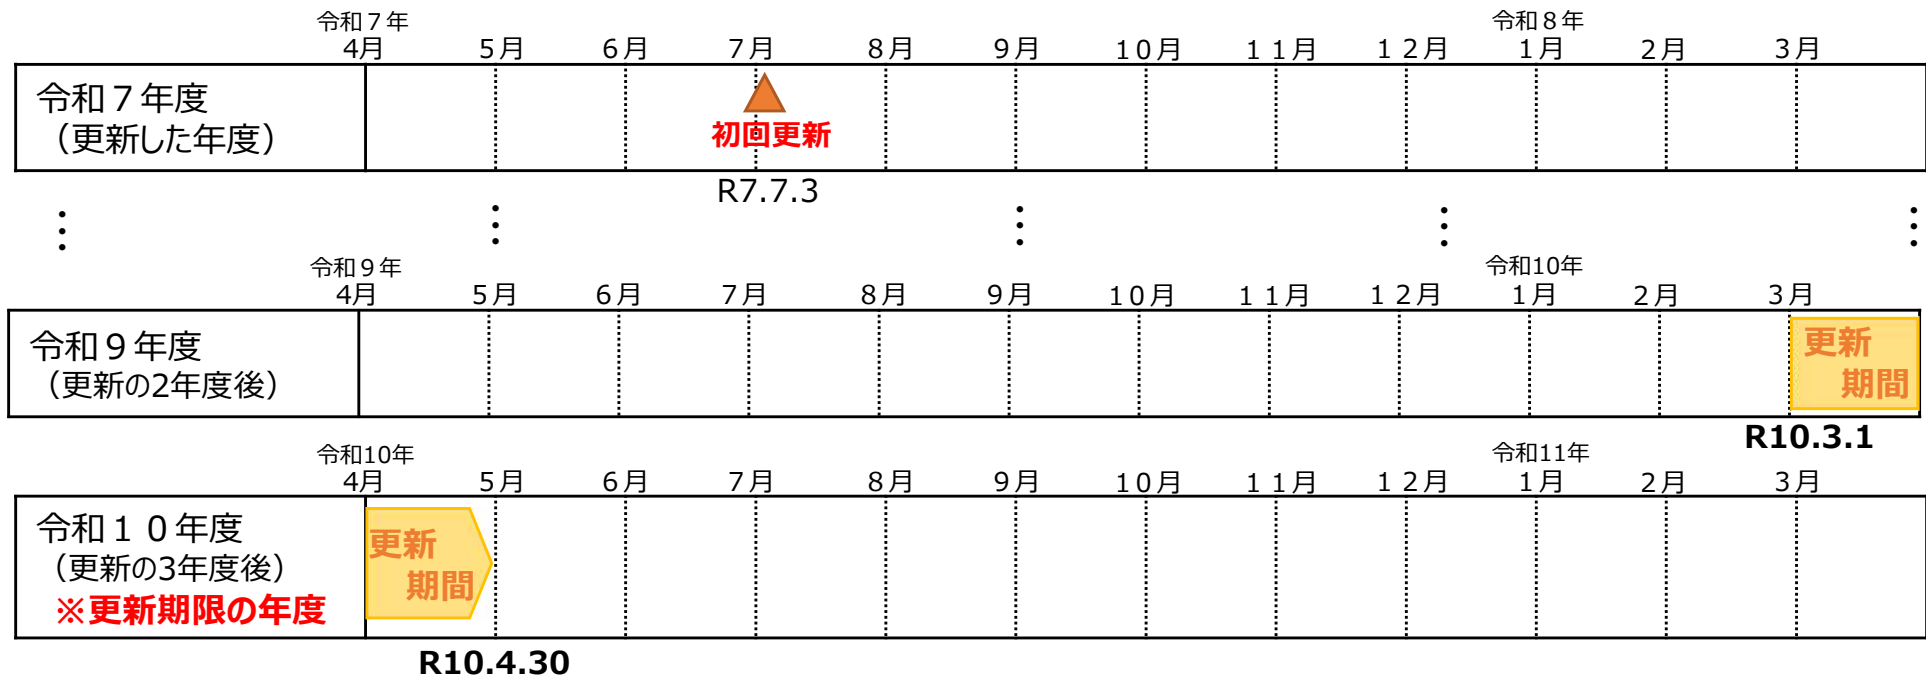 令和７年
4月 5月 6月 7月 8月 9月 10月 11月 12月 令和８年 1月 2月 3月
令和７年度
（更新した年度）
初回更新
R7.7.3
令和９年
4月 5月 6月 7月 8月 9月 10月 11月 12月 令和10年 1月 2月 3月
令和９年度
（更新の2年度後）
更新
期間
R10.3.1
令和10年
4月 5月 6月 7月 8月 9月 10月 11月 12月 令和11年 1月 2月 3月
令和１０年度
（更新の3年度後）
※更新期限の年度
更新
期間
R10.4.30